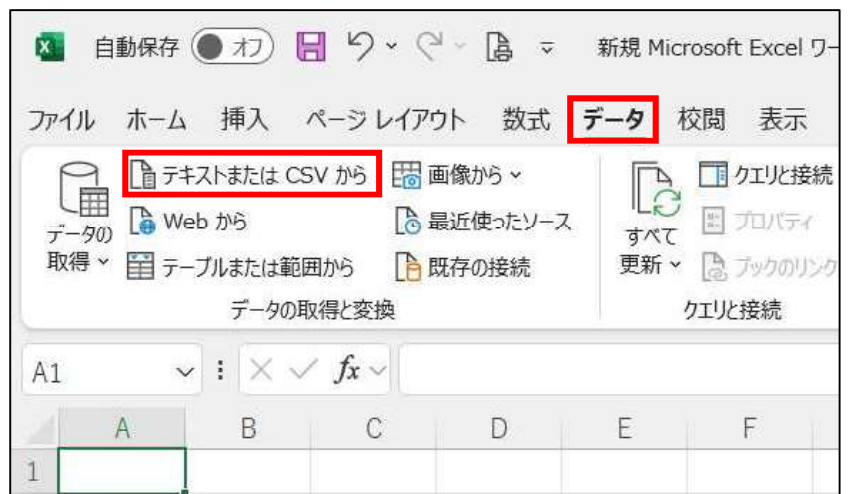 自動保存 オフ 新規 Microsoft Excel ワー
ファイル ホーム 挿入 ページ レイアウト 数式 データ 校閲 表示
データの取得
テキストまたは CSV から
Web から
テーブルまたは範囲から
画像から
最近使ったソース
既存の接続
データの取得と変換
すべて更新
クエリと接続
プロパティ
ブックのリンク
クエリと接続
A1 fx
A B C D E F
1